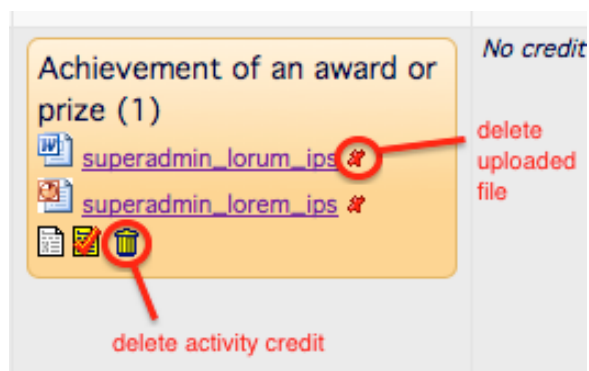 Achievement of an award or
prize (1)
superadmin_lorum_ips
superadmin_lorem_ips
No credit
delete
uploaded
file
delete activity credit